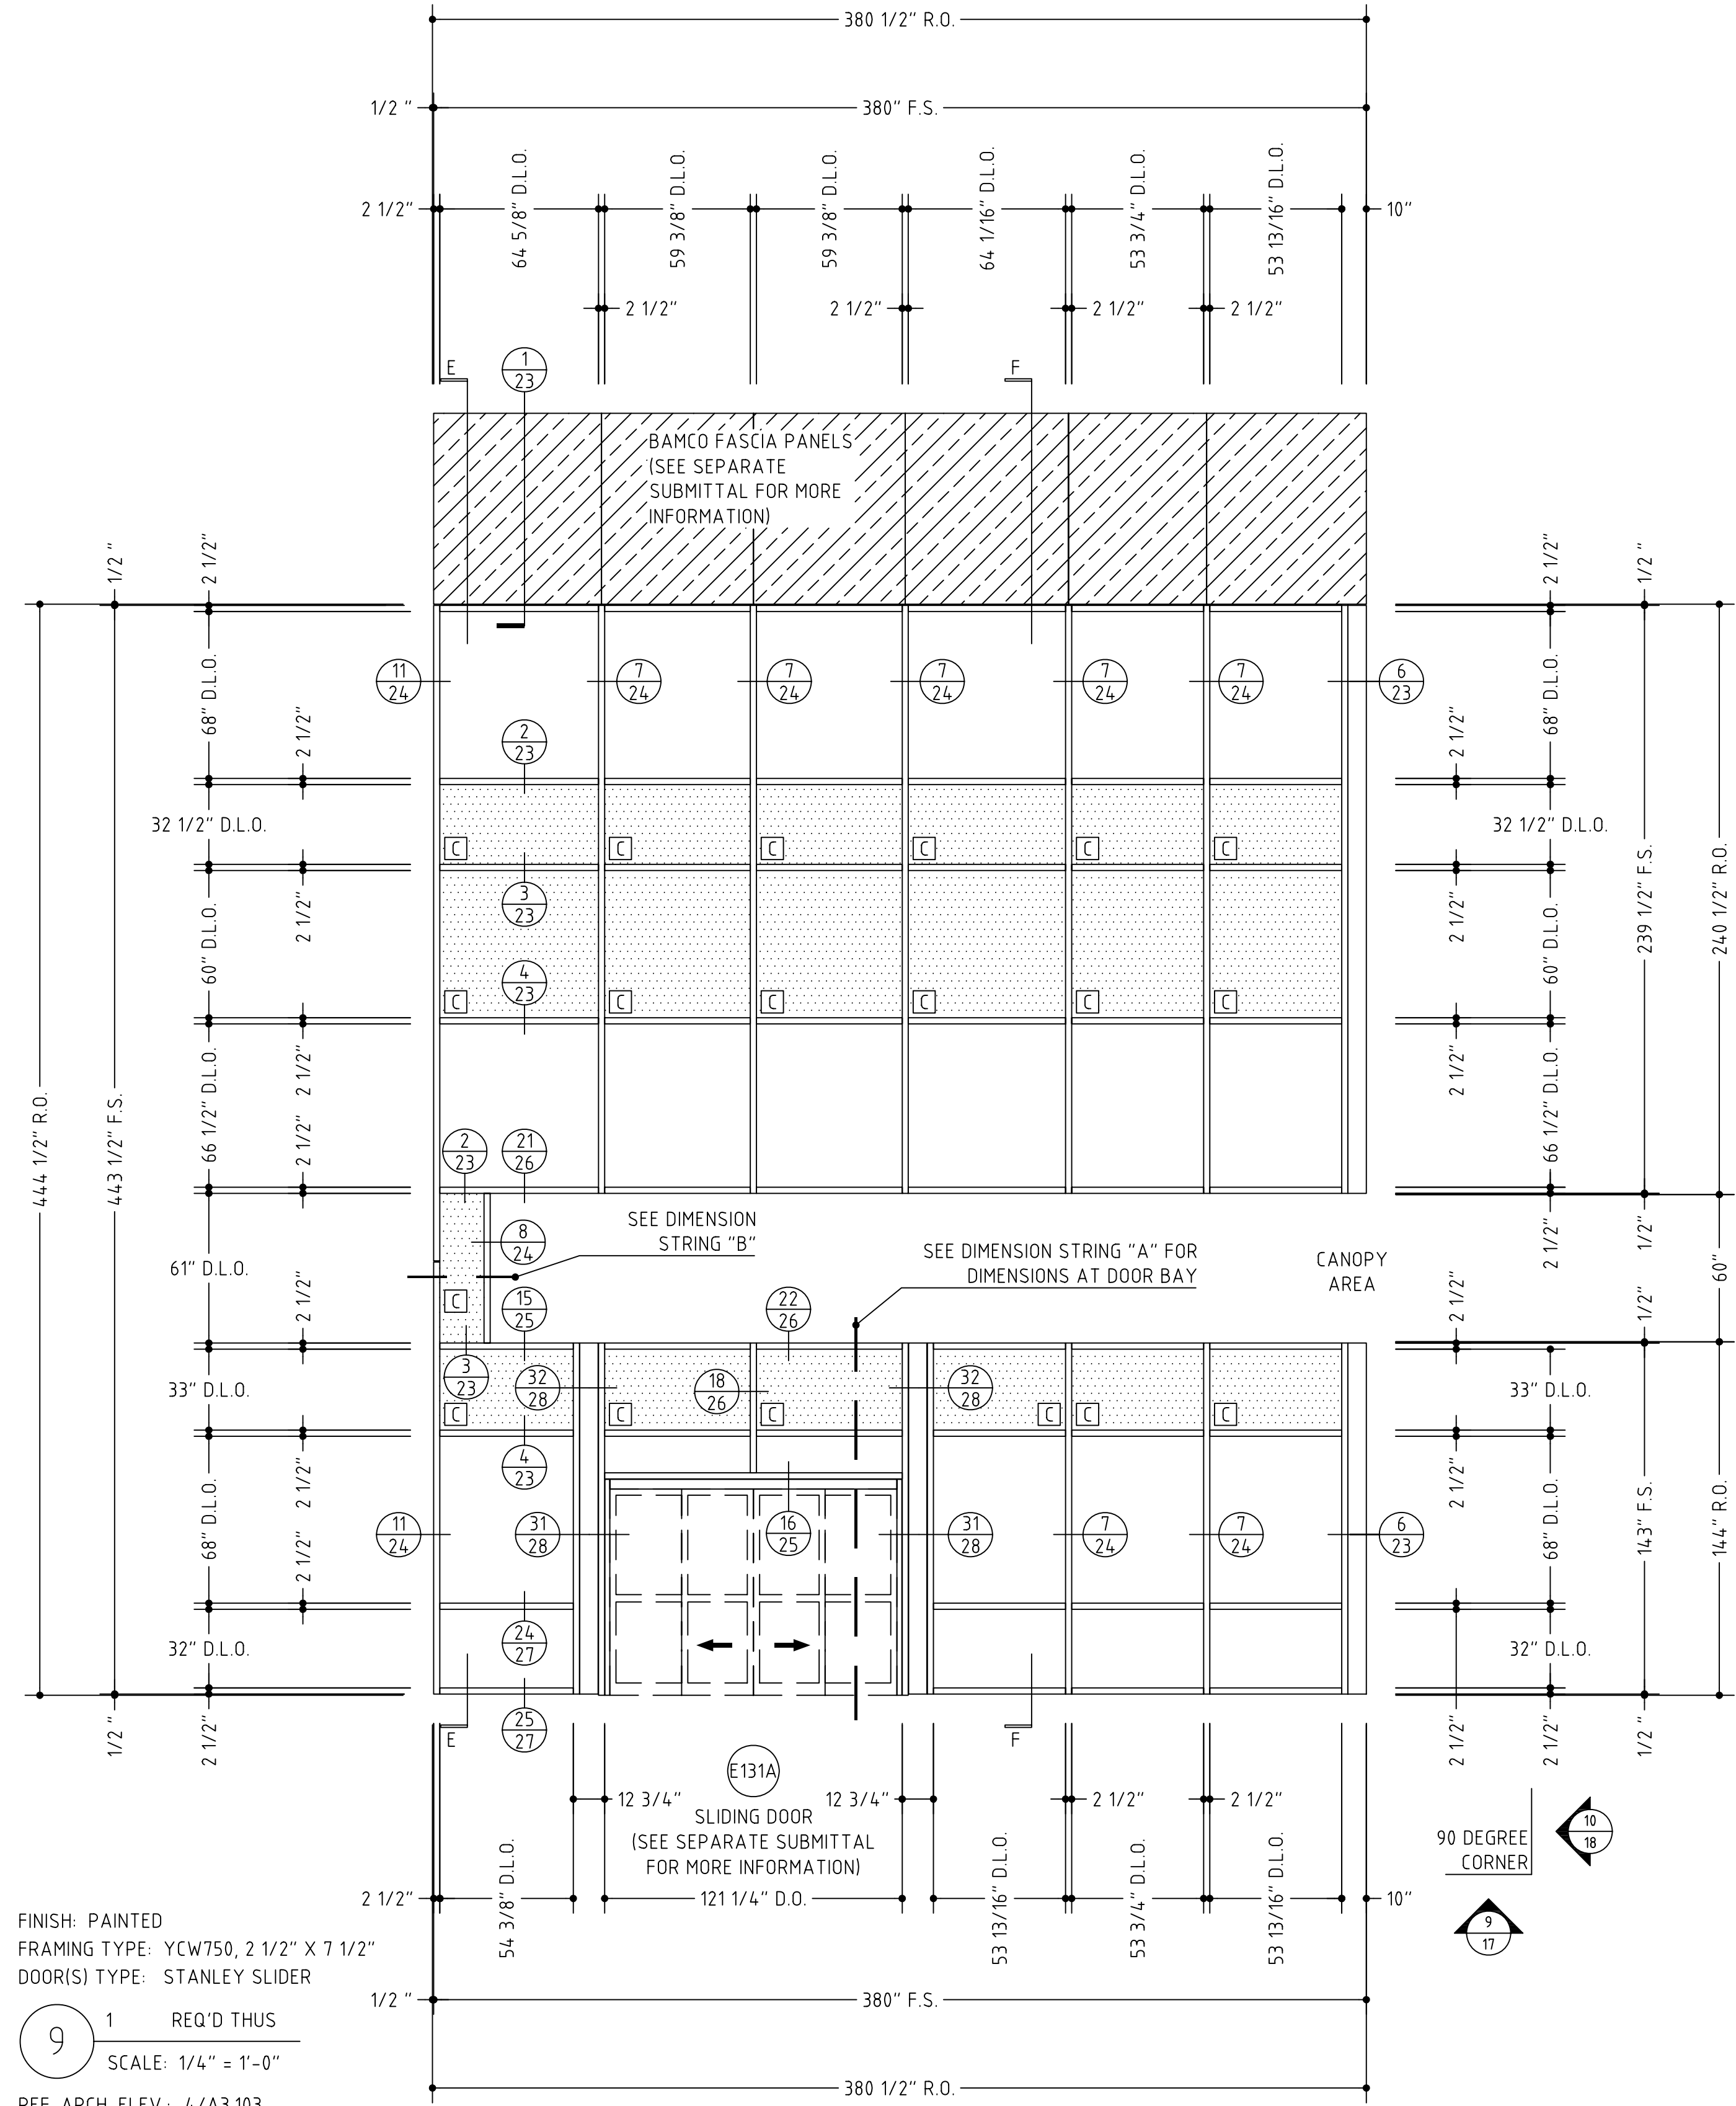 380 1/2" R.O.
1/2 "
380" F.S.
2 1/2"
64 5/8" D.L.O.
59 3/8" D.L.O.
59 3/8" D.L.O.
64 1/16" D.L.O.
53 3/4" D.L.O.
53 13/16" D.L.O.
10"
2 1/2"
2 1/2"
2 1/2"
2 1/2"
E
1
23
F
BAMCO FASCIA PANELS
(SEE SEPARATE
SUBMITTAL FOR MORE
INFORMATION)
1/2 "
2 1/2"
2 1/2"
1/2 "
68" D.L.O.
11
24
7
24
7
24
7
24
7
24
7
24
6
23
68" D.L.O.
2 1/2"
2
23
2 1/2"
32 1/2" D.L.O.
C
C
C
C
C
C
32 1/2" D.L.O.
2 1/2"
3
23
2 1/2"
60" D.L.O.
60" D.L.O.
239 1/2" F.S.
240 1/2" R.O.
4
23
C
C
C
C
C
C
2 1/2"
2 1/2"
66 1/2" D.L.O.
66 1/2" D.L.O.
444 1/2" R.O.
443 1/2" F.S.
2 1/2"
2
23
21
26
SEE DIMENSION
STRING "B"
8
24
SEE DIMENSION STRING "A" FOR
DIMENSIONS AT DOOR BAY
CANOPY
AREA
2 1/2"
1/2"
60"
61" D.L.O.
2 1/2"
C
15
25
22
26
2 1/2"
1/2"
3
23
33" D.L.O.
32
28
18
26
32
28
33" D.L.O.
C
C
C
C
C
C
4
23
2 1/2"
2 1/2"
68" D.L.O.
11
24
31
28
16
25
31
28
7
24
7
24
6
23
68" D.L.O.
143" F.S.
144" R.O.
2 1/2"
32" D.L.O.
24
27
32" D.L.O.
1/2 "
2 1/2"
E
25
27
F
2 1/2"
2 1/2"
1/2 "
E131A
12 3/4"
SLIDING DOOR
(SEE SEPARATE SUBMITTAL
FOR MORE INFORMATION)
12 3/4"
2 1/2"
2 1/2"
90 DEGREE
CORNER
10
18
2 1/2"
54 3/8" D.L.O.
121 1/4" D.O.
53 13/16" D.L.O.
53 3/4" D.L.O.
53 13/16" D.L.O.
10"
9
17
FINISH: PAINTED
FRAMING TYPE: YCW750, 2 1/2" X 7 1/2"
DOOR(S) TYPE: STANLEY SLIDER
1/2 "
380" F.S.
9
1 REQ'D THUS
SCALE: 1/4" = 1'-0"
380 1/2" R.O.
REF. ARCH. ELEV.: 4/A3.103